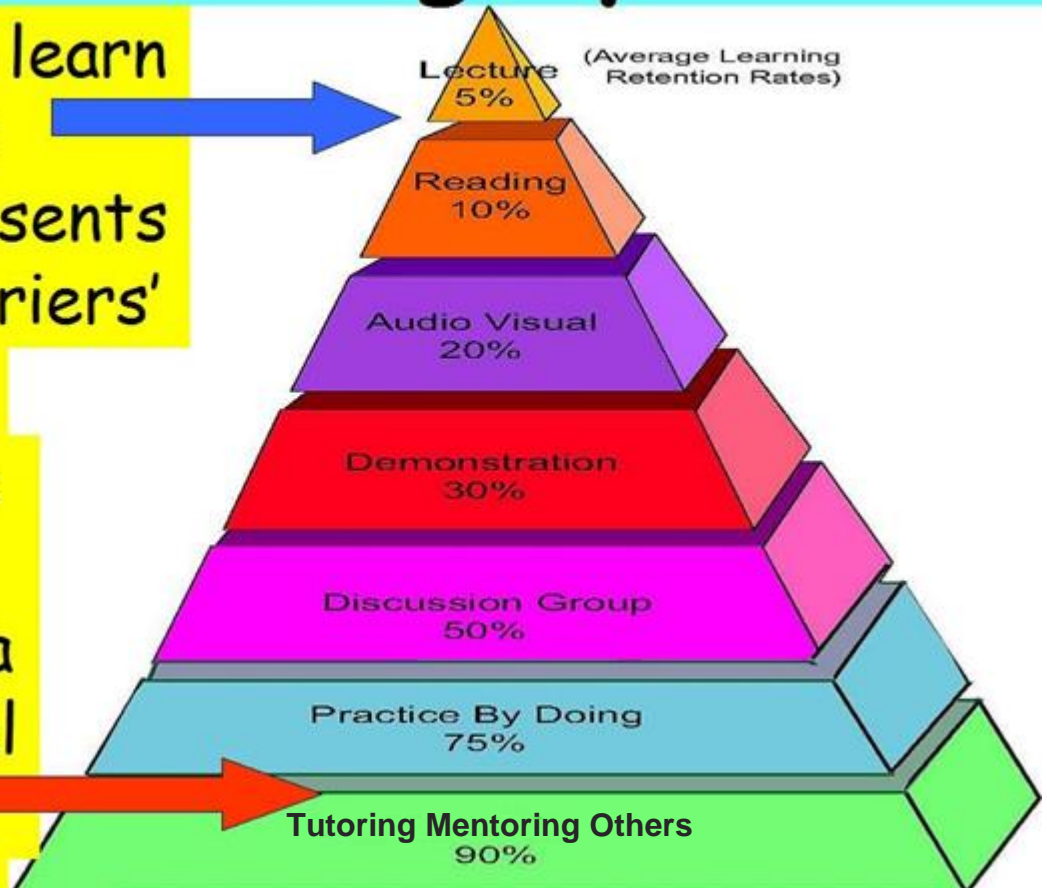 learn
sents
riers'
a
l
(Average Learning
Retention Rates)
Lecture
5%
Reading
10%
Audio Visual
20%
Demonstration
30%
Discussion Group
50%
Practice By Doing
75%
Tutoring Mentoring Others
90%